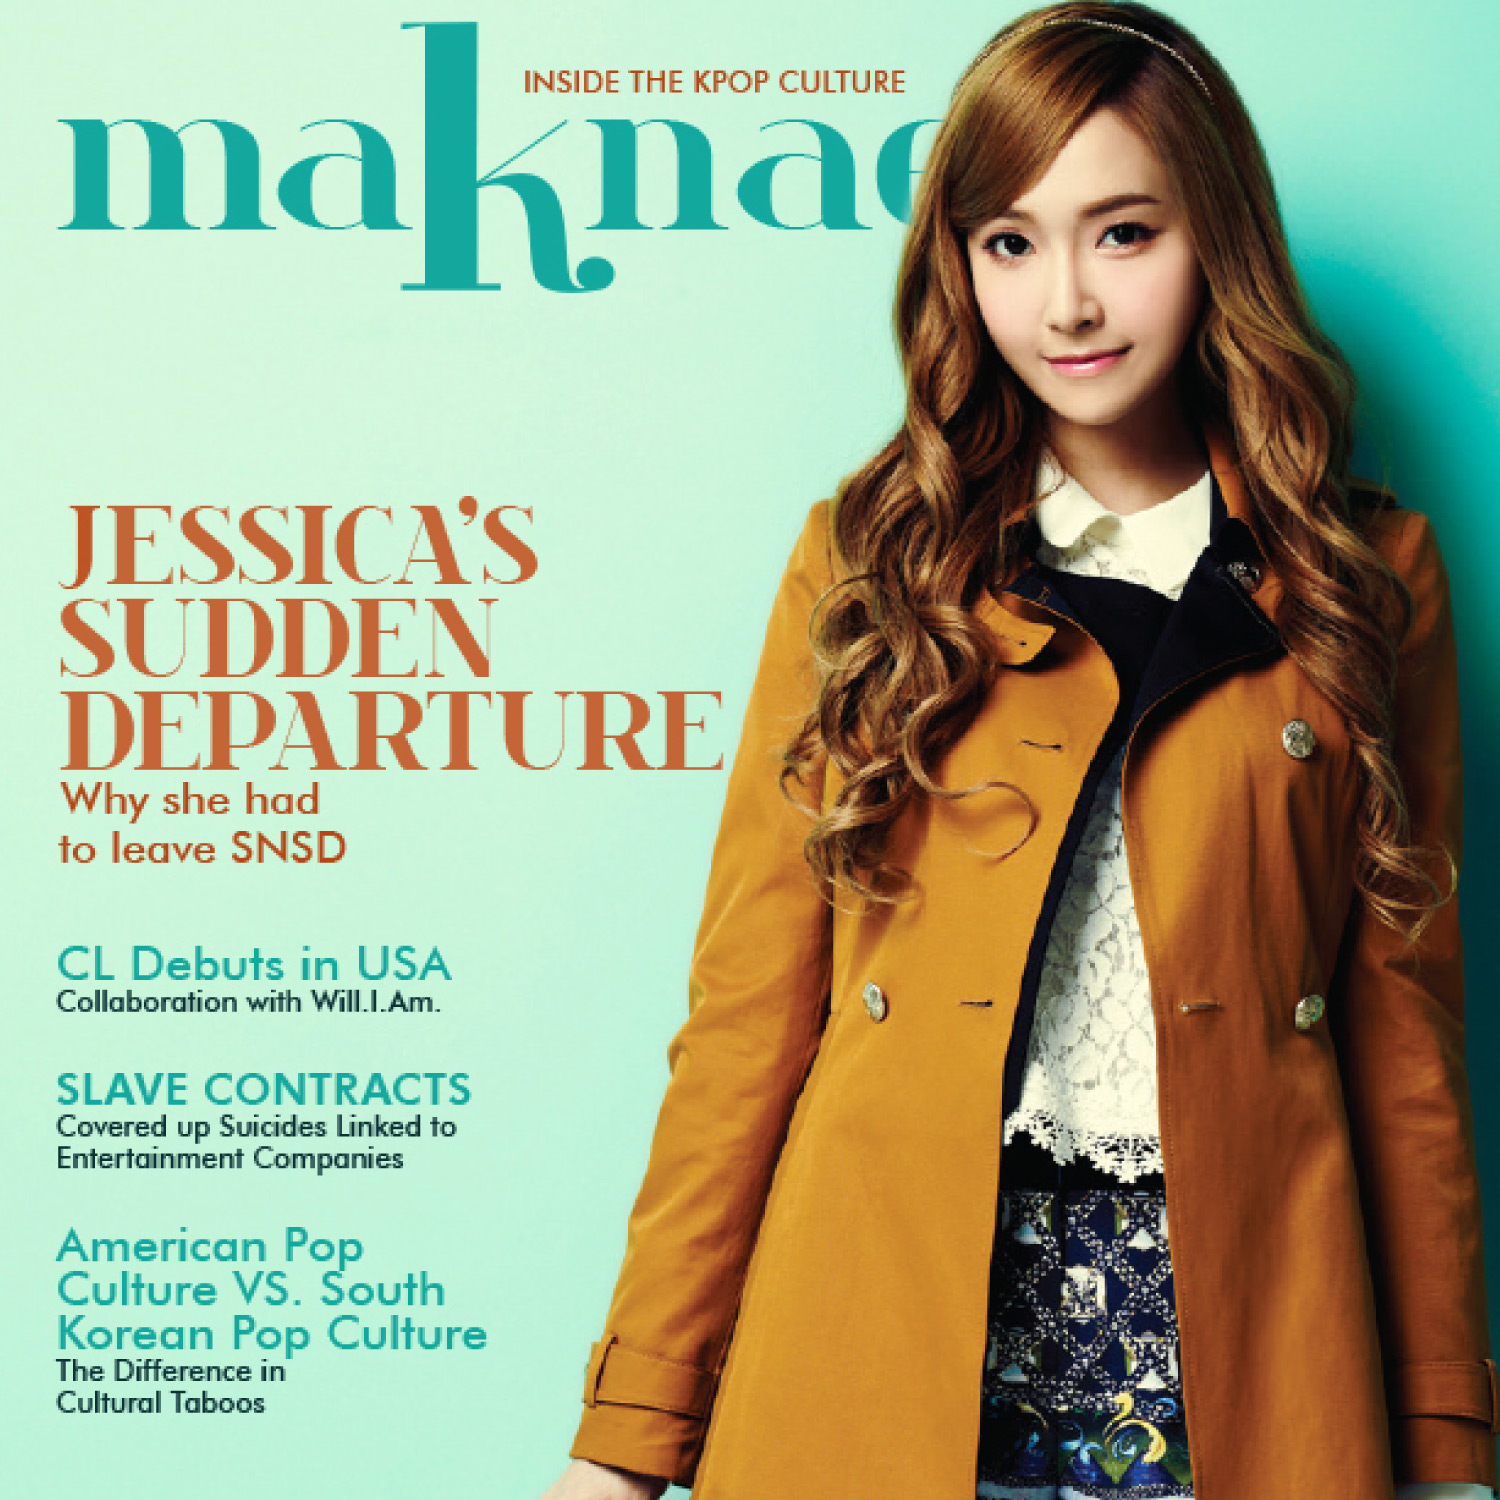 INSIDE THE KPOP CULTURE
maknae
JESSICA'S
SUDDEN
DEPARTURE
Why she had
to leave SNSD
CL Debuts in USA
Collaboration with Will.I.Am.
SLAVE CONTRACTS
Covered up Suicides Linked to
Entertainment Companies
American Pop
Culture VS. South
Korean Pop Culture
The Difference in
Cultural Taboos